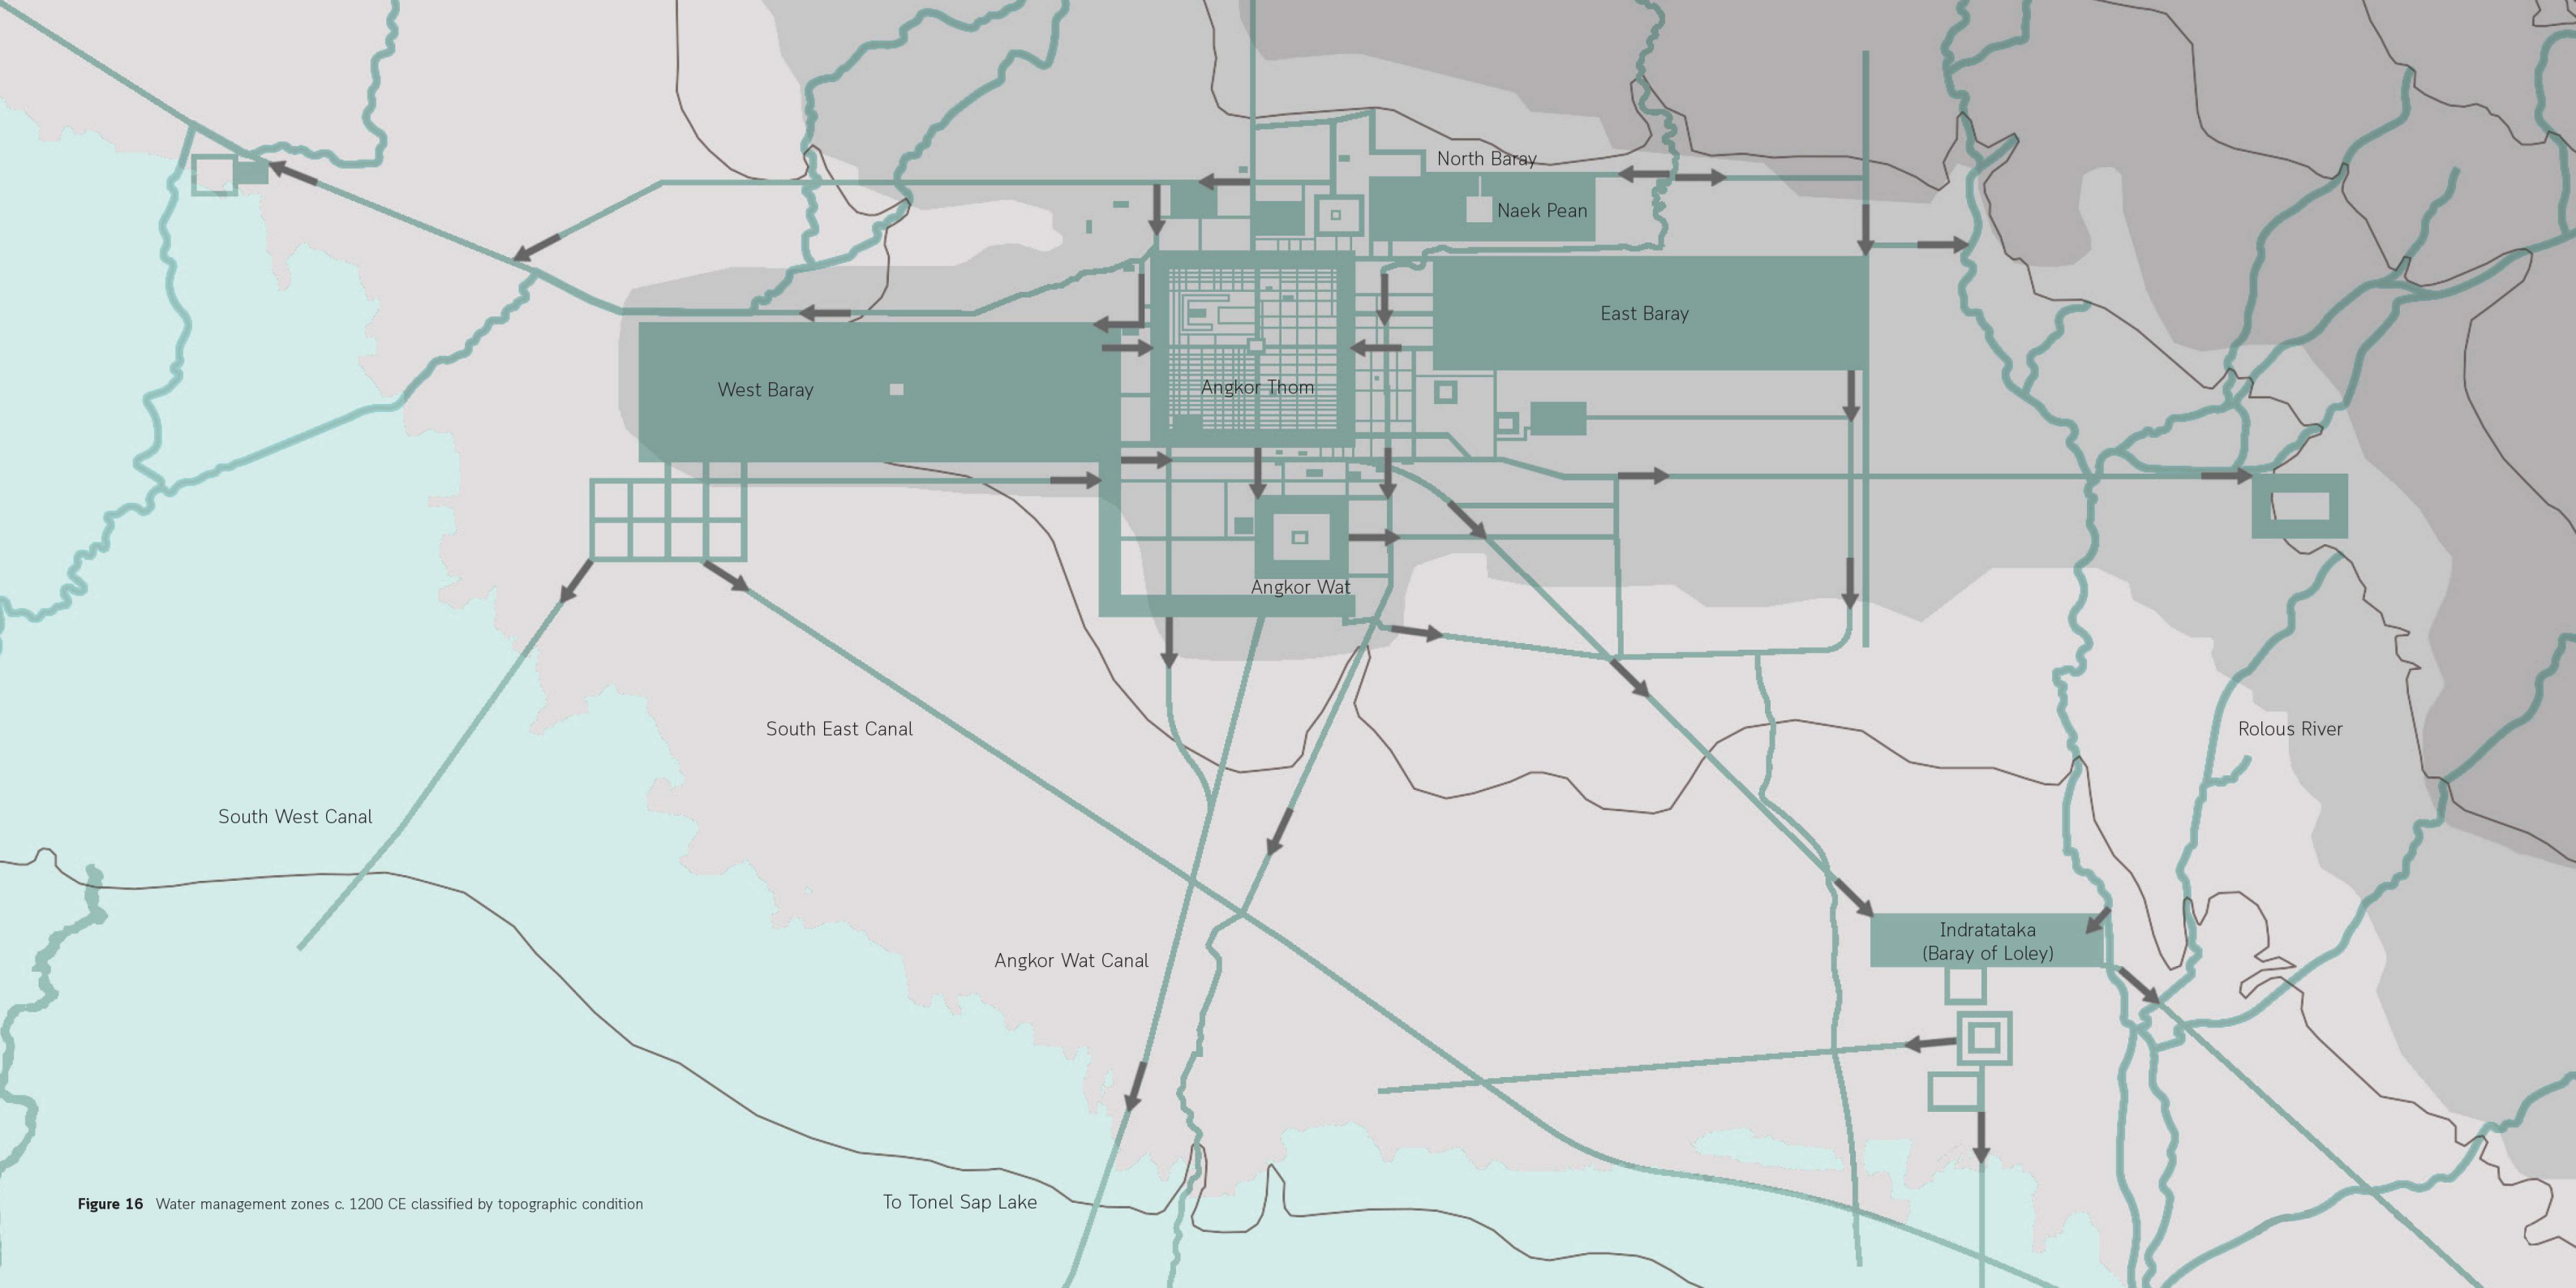 North Baray
Naek Pean
East Baray
West Baray
Angkor Thom
Angkor Wat
South East Canal
Rolous River
South West Canal
Indratataka
(Baray of Loley)
Angkor Wat Canal
To Tonel Sap Lake
Figure 16 Water management zones c. 1200 CE classified by topographic condition